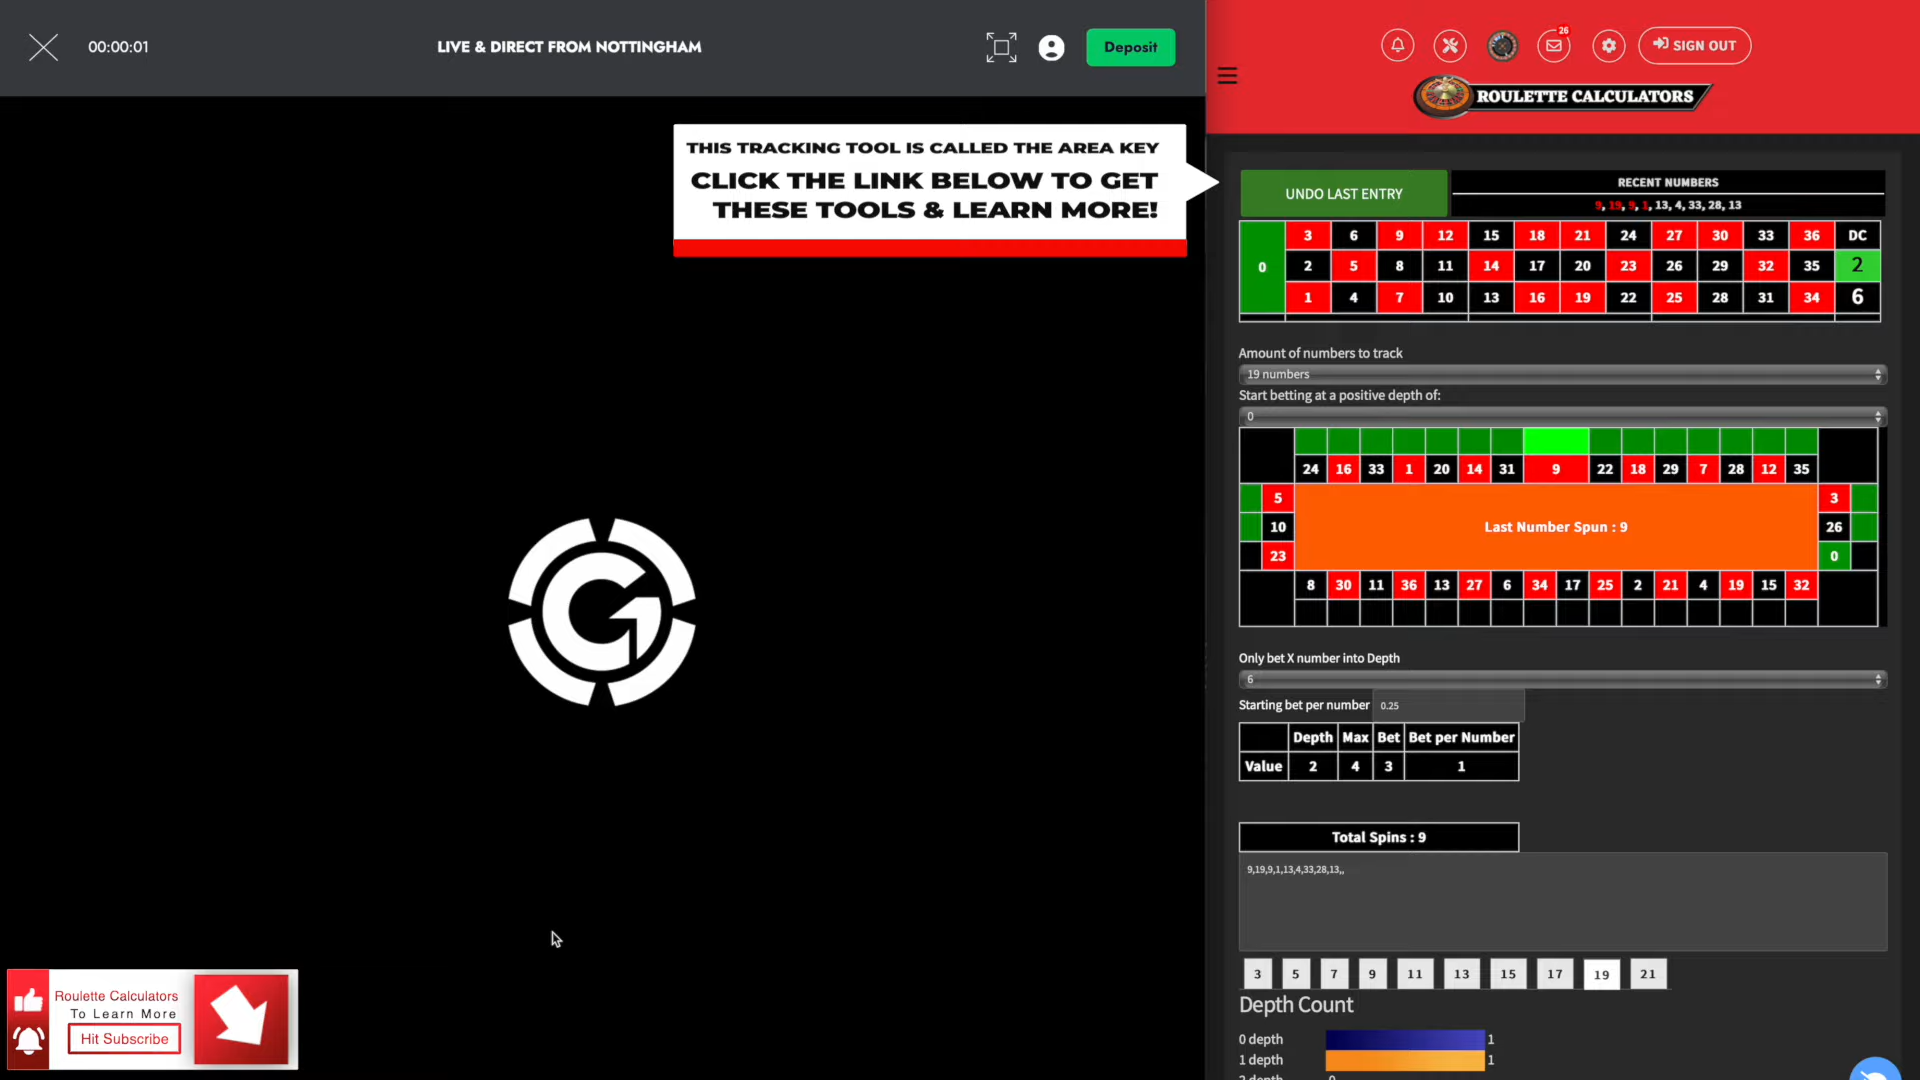 00:00:01
LIVE & DIRECT FROM NOTTINGHAM
Deposit
26
SIGN OUT
ROULETTE CALCULATORS
THIS TRACKING TOOL IS CALLED THE AREA KEY
CLICK THE LINK BELOW TO GET
THESE TOOLS & LEARN MORE!
UNDO LAST ENTRY
RECENT NUMBERS
9, 19, 9, 1, 13, 4, 33, 28, 13
3 6 9 12 15 18 21 24 27 30 33 36 DC
0 2 5 8 11 14 17 20 23 26 29 32 35 2
1 4 7 10 13 16 19 22 25 28 31 34 6
Amount of numbers to track
19 numbers
Start betting at a positive depth of:
0
24 16 33 1 20 14 31 9 22 18 29 7 28 12 35
5 3
10 Last Number Spun : 9 26
23 0
8 30 11 36 13 27 6 34 17 25 2 21 4 19 15 32
Only bet X number into Depth
6
Starting bet per number 0.25
Depth Max Bet Bet per Number
Value 2 4 3 1
Total Spins : 9
9,19,9,1,13,4,33,28,13,,
3 5 7 9 11 13 15 17 19 21
Depth Count
0 depth 1
1 depth 1
Roulette Calculators
To Learn More
Hit Subscribe